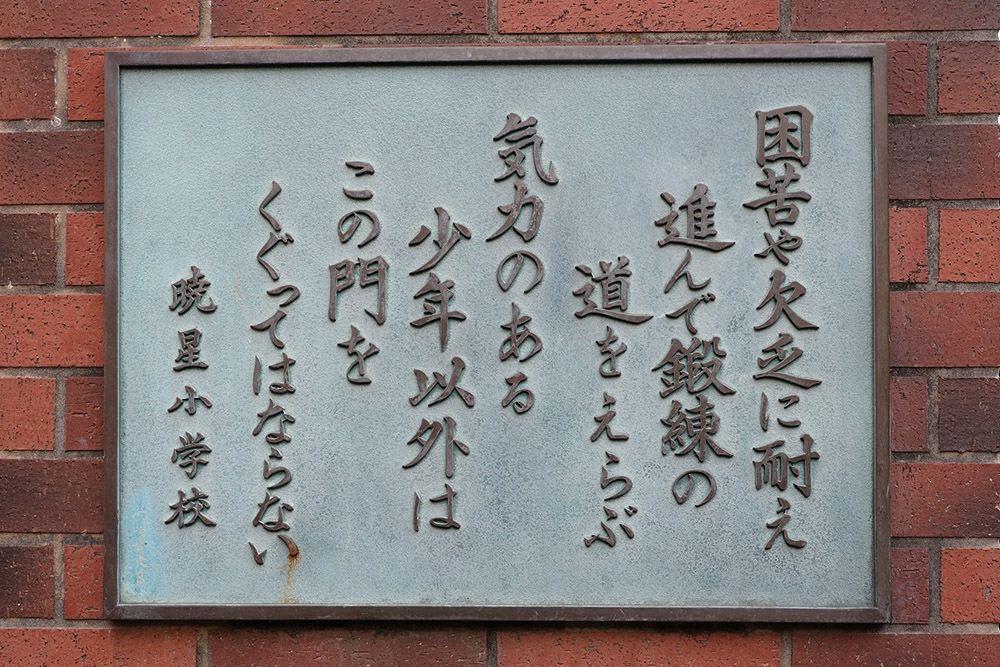 困苦や欠乏に耐え
進んで鍛練の
道をえらぶ
気力のある
少年以外は
この門を
くぐってはならない
暁星小学校